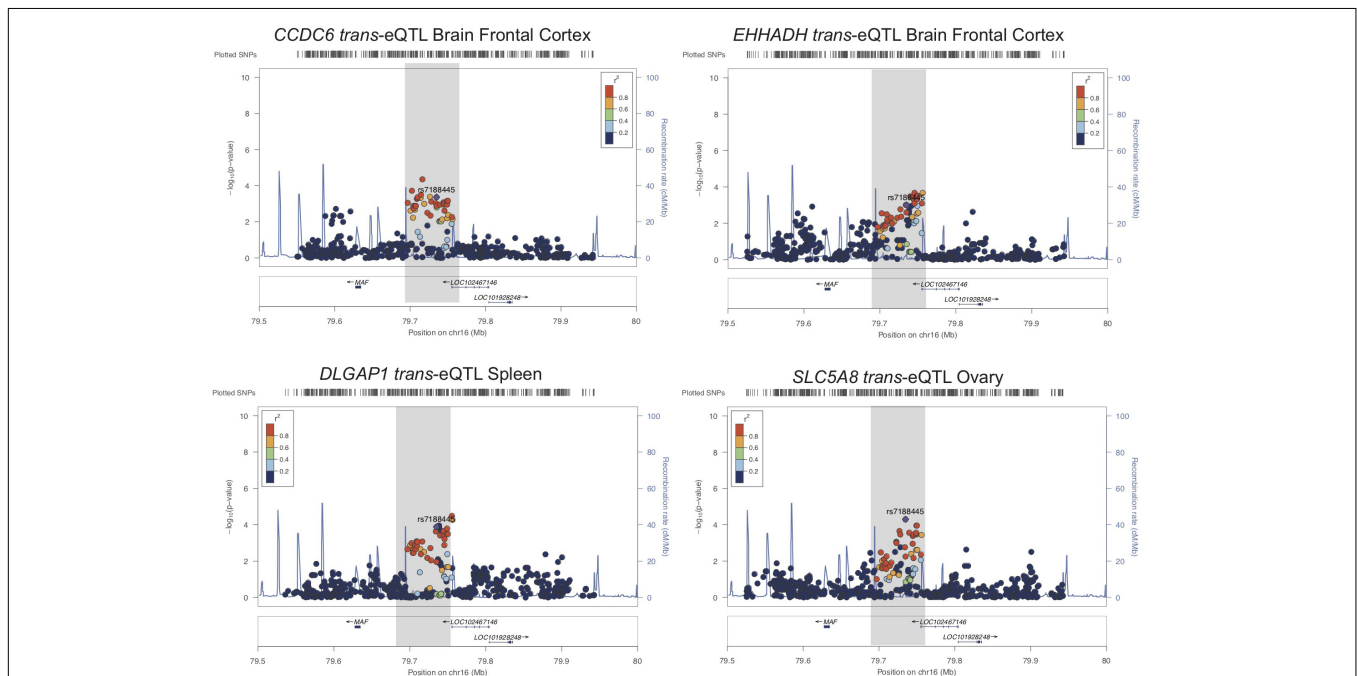 CCDC6 trans-eQTL Brain Frontal Cortex
Plotted SNPs
10
8
6
4
2
0
−log10(p−value)
100
80
60
40
20
0
Recombination rate (cM/Mb)
r2
0.8
0.6
0.4
0.2
rs7188445
←MAF
←LOC102467146
LOC101928248→
79.5
79.6
79.7
79.8
79.9
80
Position on chr16 (Mb)
EHHADH trans-eQTL Brain Frontal Cortex
Plotted SNPs
10
8
6
4
2
0
−log10(p−value)
100
80
60
40
20
0
Recombination rate (cM/Mb)
r2
0.8
0.6
0.4
0.2
rs7188445
←MAF
←LOC102467146
LOC101928248→
79.5
79.6
79.7
79.8
79.9
80
Position on chr16 (Mb)
DLGAP1 trans-eQTL Spleen
Plotted SNPs
10
8
6
4
2
0
−log10(p−value)
100
80
60
40
20
0
Recombination rate (cM/Mb)
r2
0.8
0.6
0.4
0.2
rs7188445
←MAF
←LOC102467146
LOC101928248→
79.5
79.6
79.7
79.8
79.9
80
Position on chr16 (Mb)
SLC5A8 trans-eQTL Ovary
Plotted SNPs
10
8
6
4
2
0
−log10(p−value)
100
80
60
40
20
0
Recombination rate (cM/Mb)
r2
0.8
0.6
0.4
0.2
rs7188445
←MAF
←LOC102467146
LOC101928248→
79.5
79.6
79.7
79.8
79.9
80
Position on chr16 (Mb)